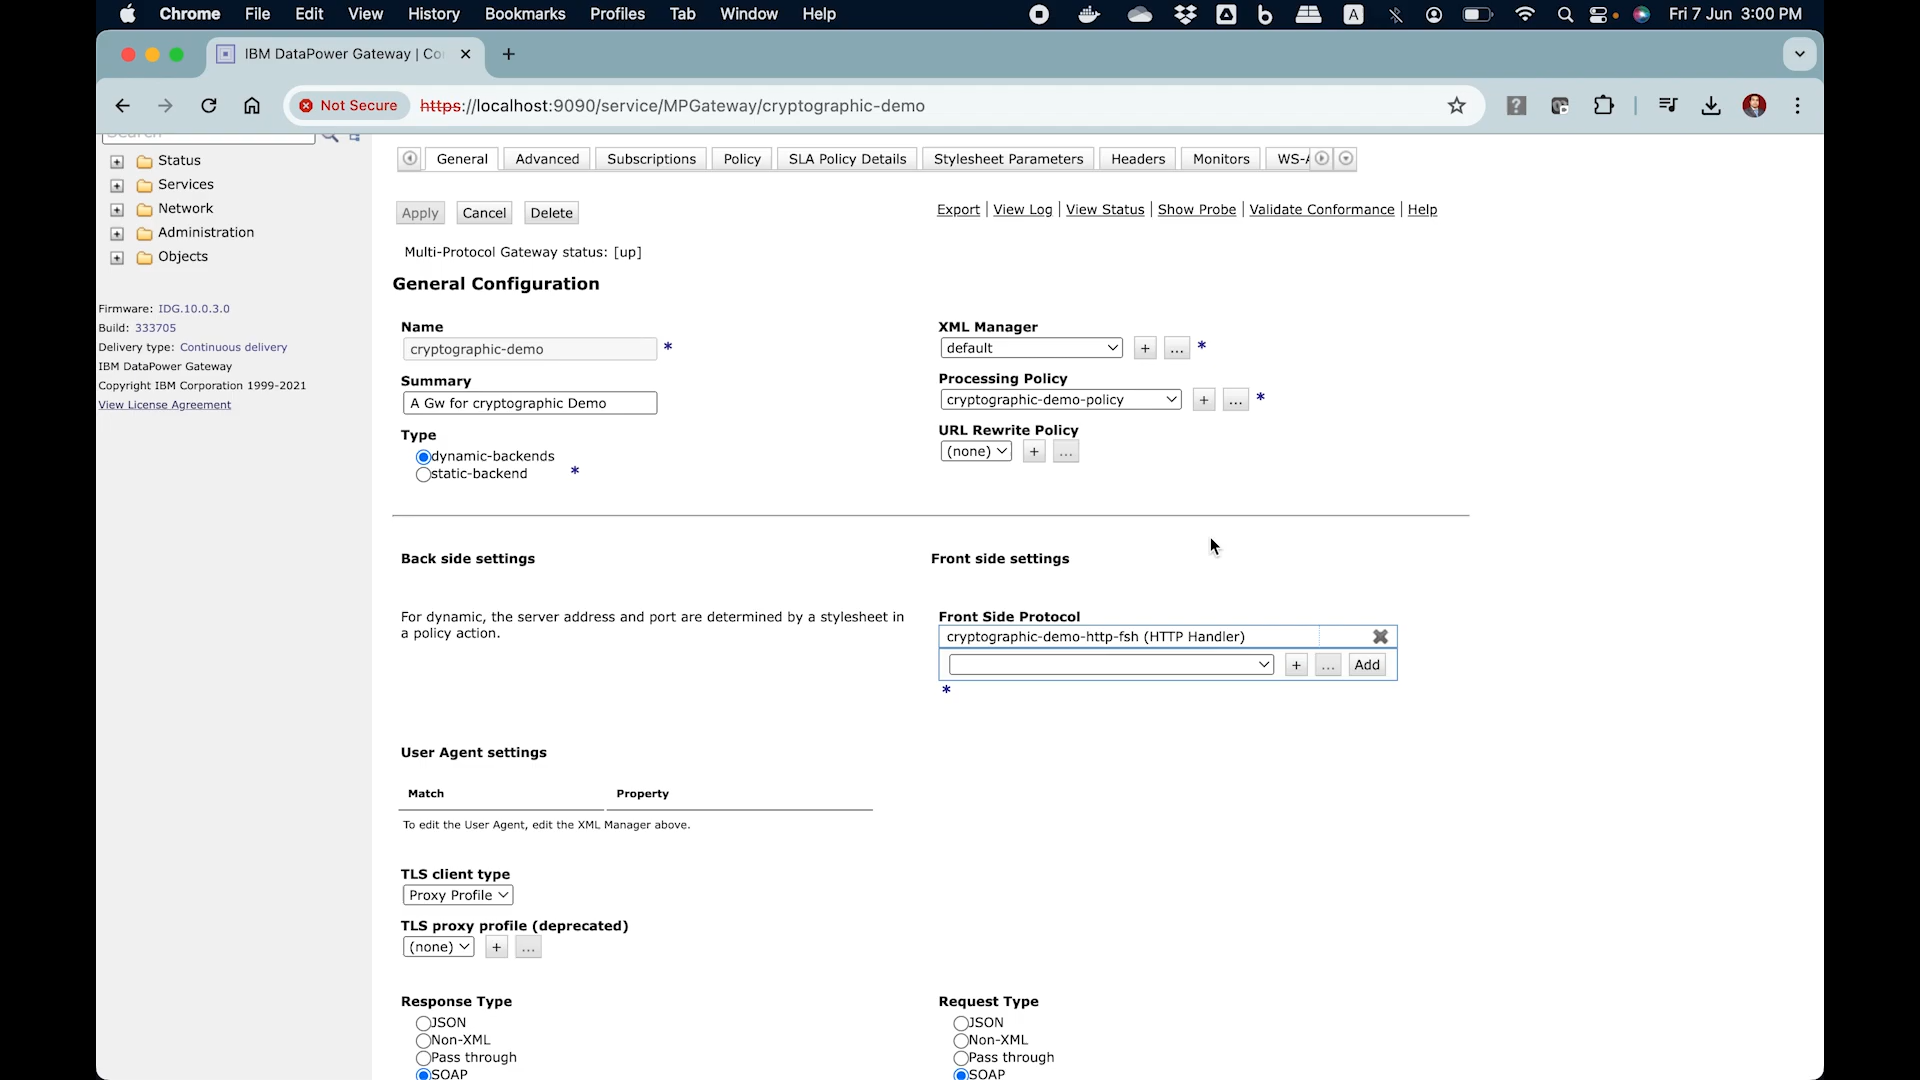 Chrome File Edit View History Bookmarks Profiles Tab Window Help A Fri 7 Jun 3:00 PM
IBM DataPower Gateway | Co
Not Secure https://localhost:9090/service/MPGateway/cryptographic-demo
Search
Status
Services
Network
Administration
Objects
Firmware: IDG.10.0.3.0
Build: 333705
Delivery type: Continuous delivery
IBM DataPower Gateway
Copyright IBM Corporation 1999-2021
View License Agreement
General Advanced Subscriptions Policy SLA Policy Details Stylesheet Parameters Headers Monitors WS-A
Apply Cancel Delete
Export | View Log | View Status | Show Probe | Validate Conformance | Help
Multi-Protocol Gateway status: [up]
General Configuration
Name
cryptographic-demo *
Summary
A Gw for cryptographic Demo
Type
dynamic-backends
static-backend *
XML Manager
default + ... *
Processing Policy
cryptographic-demo-policy + ... *
URL Rewrite Policy
(none) + ...
Back side settings
For dynamic, the server address and port are determined by a stylesheet in
a policy action.
Front side settings
Front Side Protocol
cryptographic-demo-http-fsh (HTTP Handler)
+ ... Add
*
User Agent settings
Match Property
To edit the User Agent, edit the XML Manager above.
TLS client type
Proxy Profile
TLS proxy profile (deprecated)
(none) + ...
Response Type
JSON
Non-XML
Pass through
SOAP
Request Type
JSON
Non-XML
Pass through
SOAP